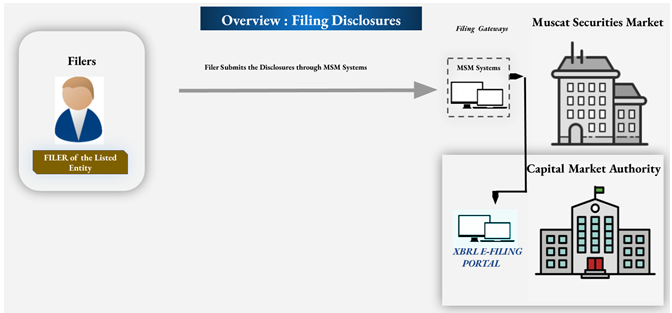 Overview : Filing Disclosures
Filing Gateways
Muscat Securities Market
Filers
Filer Submits the Disclosures through MSM Systems
MSM Systems
FILER of the Listed
Entity
Capital Market Authority
XBRL E-FILING
PORTAL